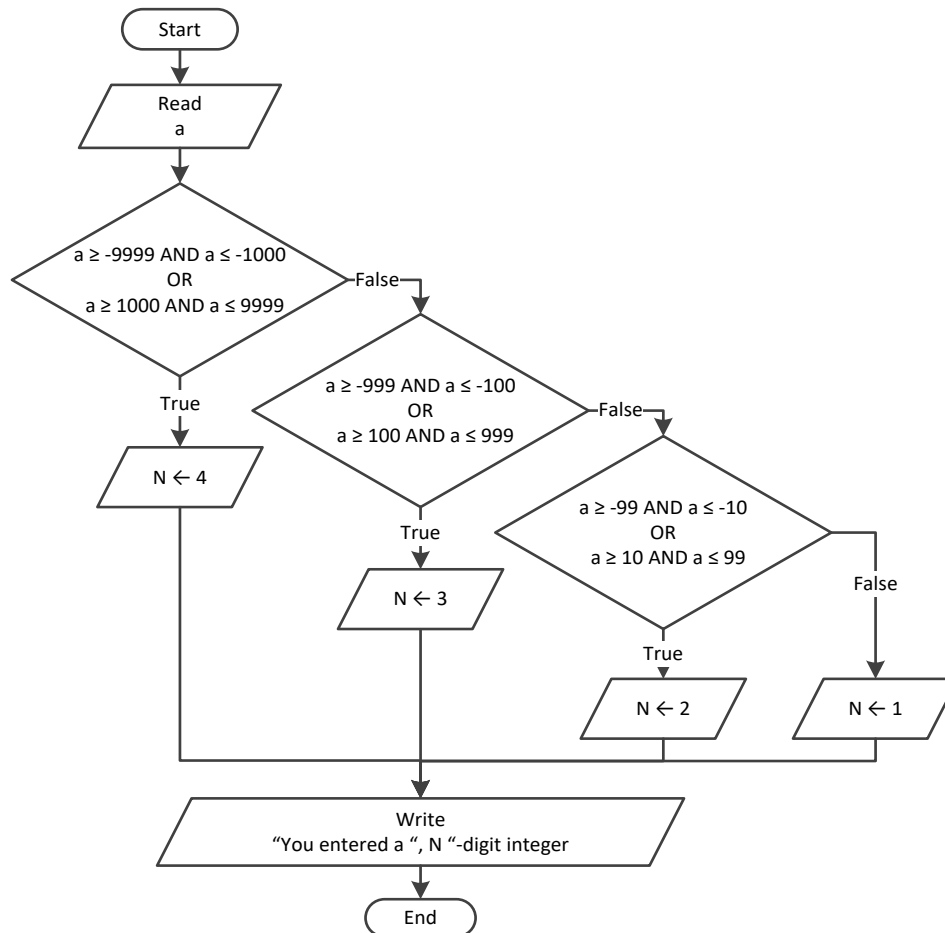 Start
Read
a
a ≥ -9999 AND a ≤ -1000
OR
a ≥ 1000 AND a ≤ 9999
False
True
a ≥ -999 AND a ≤ -100
OR
a ≥ 100 AND a ≤ 999
False
N ← 4
True
a ≥ -99 AND a ≤ -10
OR
a ≥ 10 AND a ≤ 99
False
N ← 3
True
N ← 2
N ← 1
Write
“You entered a “, N “-digit integer
End